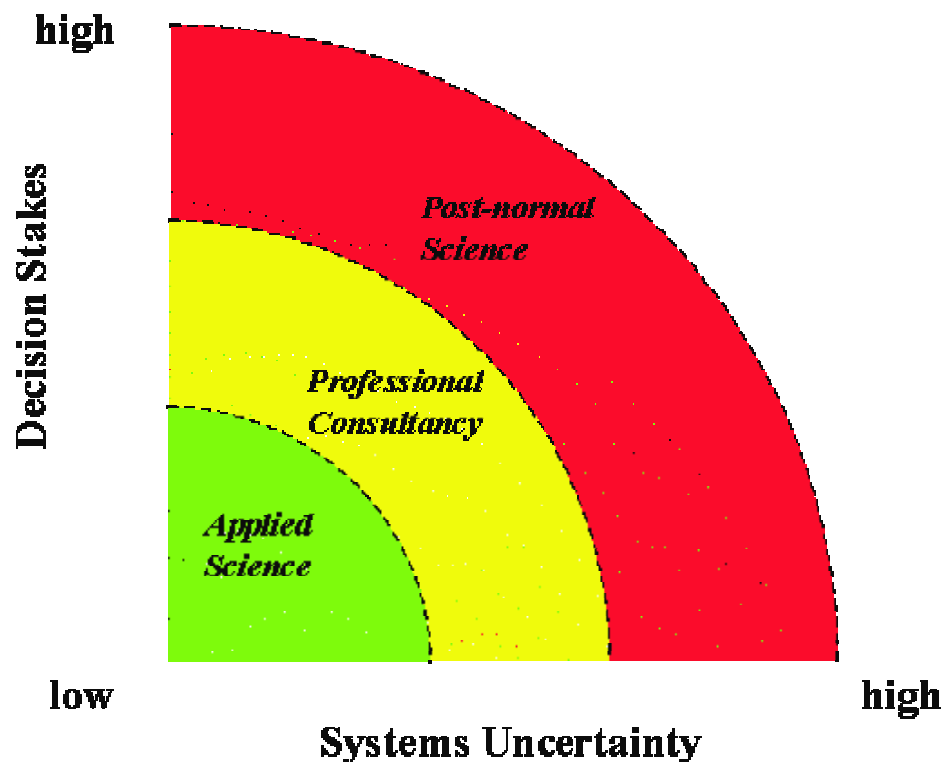 high
Decision Stakes
Post-normal
Science
Professional
Consultancy
Applied
Science
low
high
Systems Uncertainty